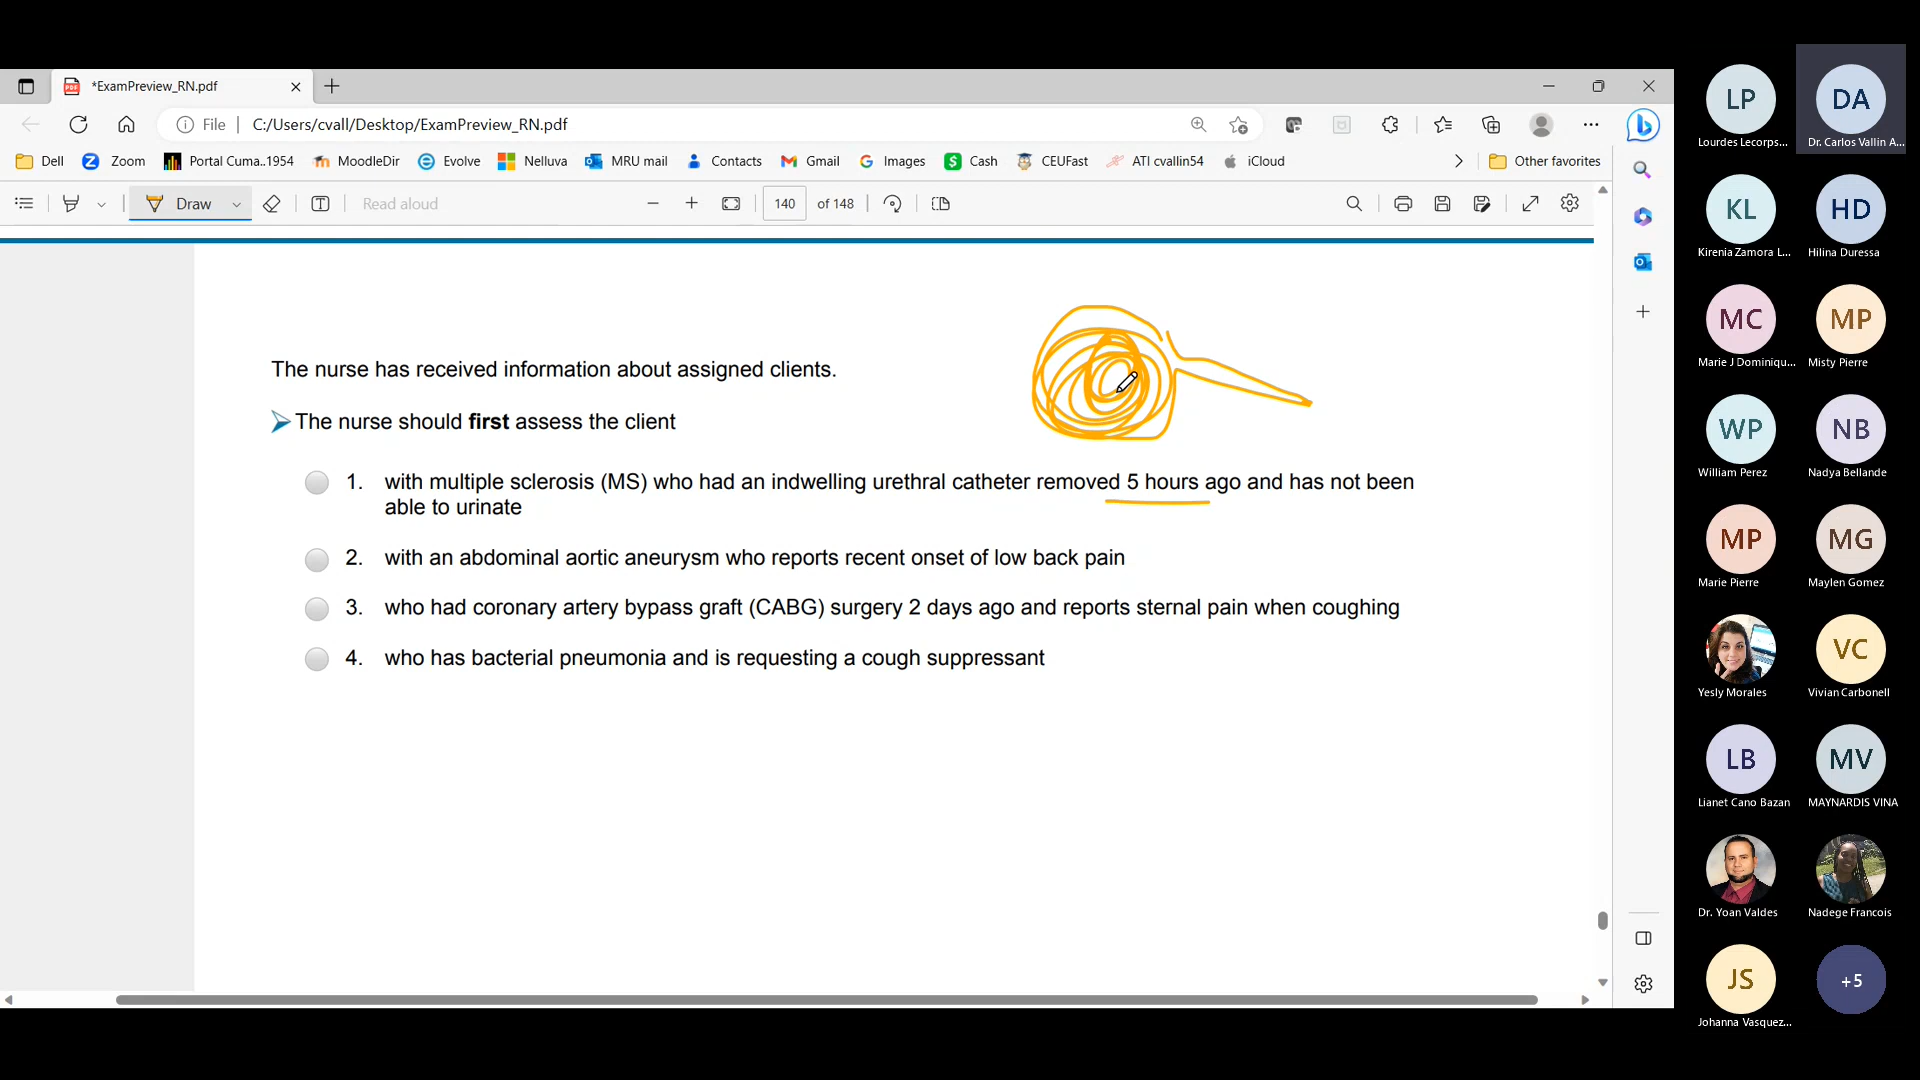 *ExamPreview_RN.pdf
File
C:/Users/cvall/Desktop/ExamPreview_RN.pdf
Dell
Zoom
Portal Cuma..1954
MoodleDir
Evolve
Nelluva
MRU mail
Contacts
Gmail
Images
Cash
CEUFast
ATI cvallin54
iCloud
Other favorites
Draw
Read aloud
140
of 148
The nurse has received information about assigned clients.
The nurse should first assess the client
1. with multiple sclerosis (MS) who had an indwelling urethral catheter removed 5 hours ago and has not been
able to urinate
2. with an abdominal aortic aneurysm who reports recent onset of low back pain
3. who had coronary artery bypass graft (CABG) surgery 2 days ago and reports sternal pain when coughing
4. who has bacterial pneumonia and is requesting a cough suppressant
LP
Lourdes Lecorps...
DA
Dr. Carlos Vallin A...
KL
Kirenia Zamora L...
HD
Hilina Duressa
MC
Marie J Dominiqu...
MP
Misty Pierre
WP
William Perez
NB
Nadya Bellande
MP
Marie Pierre
MG
Maylen Gomez
Yesly Morales
VC
Vivian Carbonell
LB
Lianet Cano Bazan
MV
MAYNARDIS VINA
Dr. Yoan Valdes
Nadege Francois
JS
Johanna Vasquez...
+5